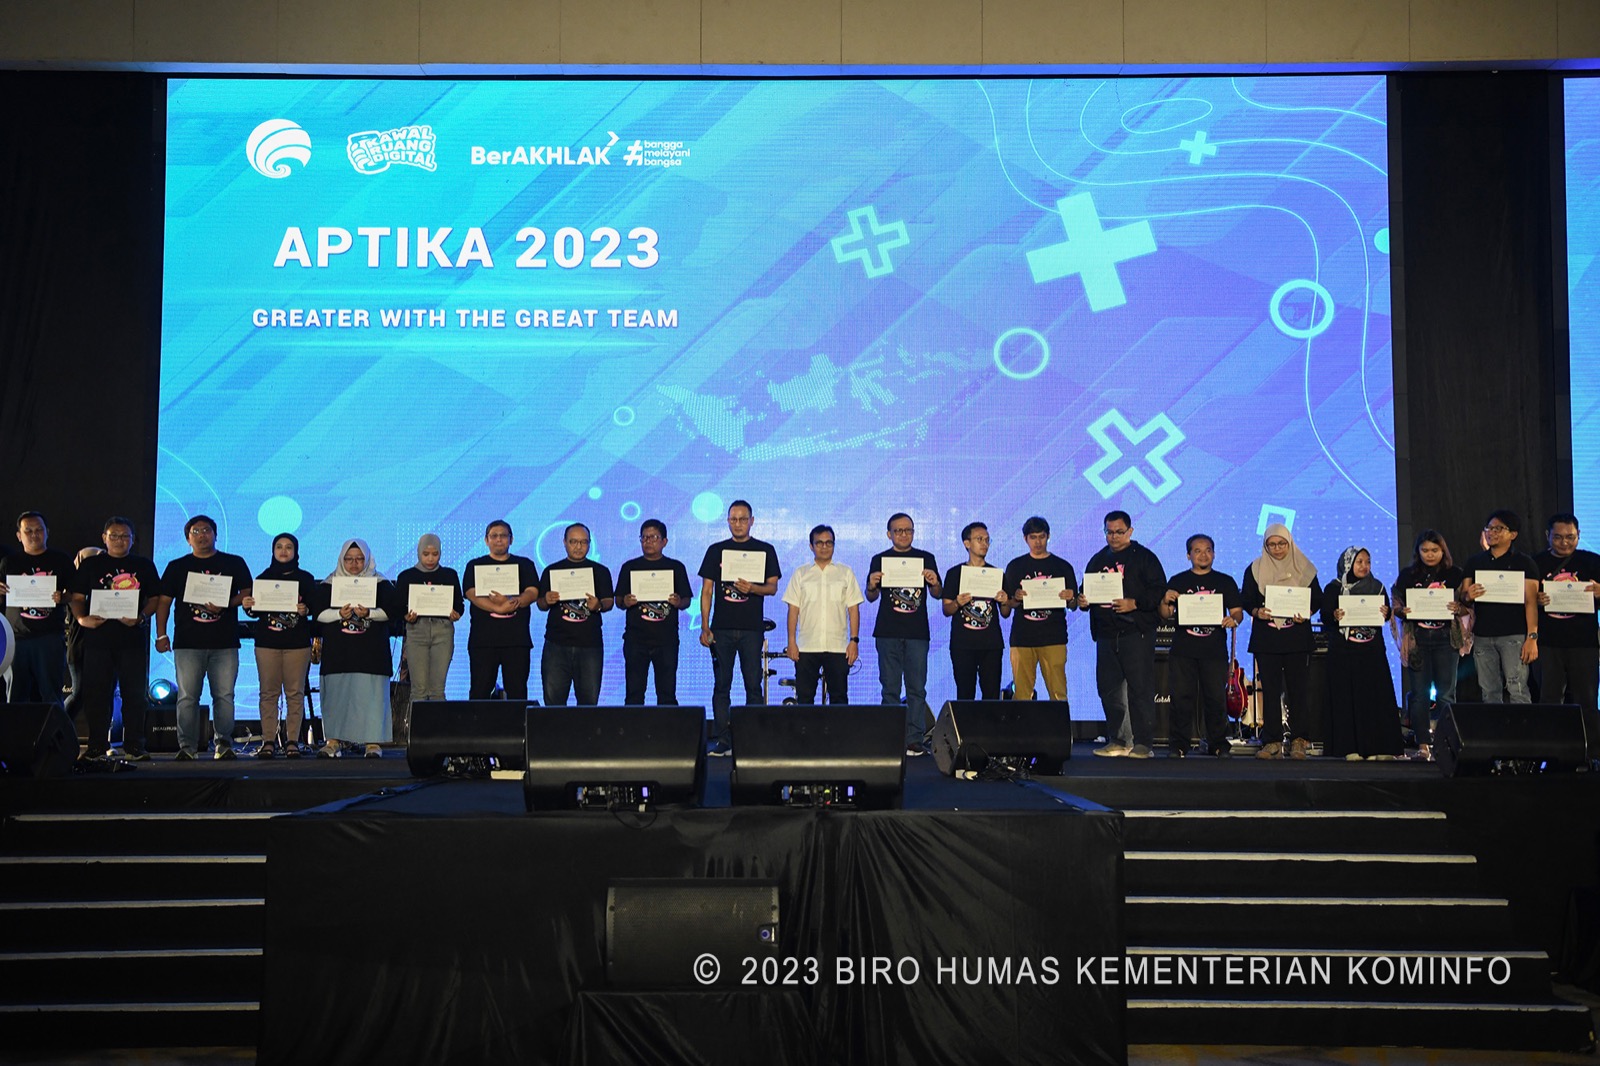 KAWAL
RUANG
DIGITAL
BerAKHLAK
#bangga
melayani
bangsa
APTIKA 2023
GREATER WITH THE GREAT TEAM
© 2023 BIRO HUMAS KEMENTERIAN KOMINFO